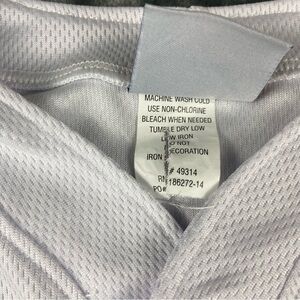 MACHINE WASH COLD
USE NON-CHLORINE
BLEACH WHEN NEEDED
TUMBLE DRY LOW
LOW IRON
DO NOT
IRON DECORATION
# 49314
RN 186272-14
PO#